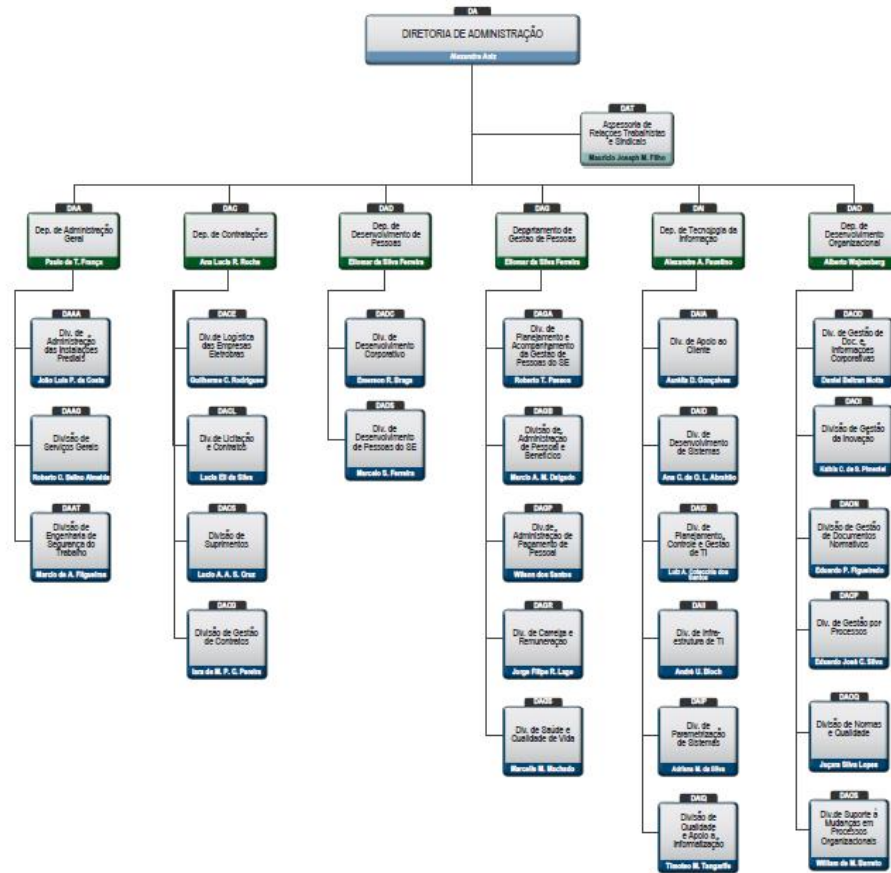 DA
DIRETORIA DE ADMINISTRAÇÃO
Alexandre Aniz
DAT
Assessoria de
Relações Trabalhistas
e Sindicais
Maurício Joseph M. Filho
DAA
Dep. de Administração
Geral
Paulo de T. França
DAC
Dep. de Contratações
Ana Lucia R. Rocha
DAD
Dep. de
Desenvolvimento de
Pessoas
Eliomar da Silva Ferreira
DAG
Departamento de
Gestão de Pessoas
Eliomar da Silva Ferreira
DAI
Dep. de Tecnologia da
Informação
Alexandre A. Faustino
DAO
Dep. de
Desenvolvimento
Organizacional
Alberto Wajzenberg
DAAA
Div. de
Administração
das Instalações
Prediais
João Luis P. da Costa
DAAG
Divisão de
Serviços Gerais
Roberto C. Salino Almeida
DAAT
Divisão de
Engenharia de
Segurança do
Trabalho
Marcio de A. Filgueiras
DACE
Div.de Logística
das Empresas
Eletrobras
Guilherme C. Rodrigues
DACL
Div.de Licitação
e Contratos
Lucia Eli da Silva
DACS
Divisão de
Suprimentos
Lucio A. A. S. Cruz
DACG
Divisão de Gestão
de Contratos
Iara de M. P. C. Pereira
DADC
Div. de
Desenvolvimento
Corporativo
Emerson R. Braga
DADS
Div. de
Desenvolvimento
de Pessoas do SE
Marcelo S. Ferreira
DAGA
Div. de
Planejamento e
Acompanhamento
da Gestão de
Pessoas do SE
Roberto T.
DAGB
Divisão de
Administração
de Pessoal e
Benefícios
Marcio A. M. Delgado
DAGP
Div.de
Administração de
Pagamento de
Pessoal
Wilson dos Santos
DAGR
Div. de Carreira e
Remuneração
Jorge Filipe R. Lage
DAGS
Div. de Saúde e
Qualidade de Vida
Marcelle M. Machado
DAIA
Div. de Apoio ao
Cliente
D. Gonçalves
DAID
Div. de
Desenvolvimento
de Sistemas
Ana C. de O. L. Abrahão
DAIG
Div. de
Planejamento,
Controle e Gestão
de TI
Luiz A. dos
Santos
DAII
Div. de Infra-
estrutura de TI
André U. Bloch
DAIP
Div. de
Parametrização
de Sistemas
Adriana M. da Silva
DAIQ
Divisão de
Qualidade
e Apoio a
Informatização
Timoteo M. Tangarife
DAOD
Div. de Gestão de
Doc. e,
Informações
Corporativas
Daniel Beltran Motta
DAOI
Divisão de Gestão
da Inovação
Katia C. de S. Pimentel
DAON
Divisão de Gestão
de Documentos
Normativos
Eduardo P. Figueiredo
DAOP
Div. de Gestão por
Processos
Eduardo José C. Silva
DAOQ
Divisão de Normas
e Qualidade
Juçara Silva Lopes
DAOS
Div.de Suporte à
Mudanças em
Processos
Organizacionais
William de M. Barreto